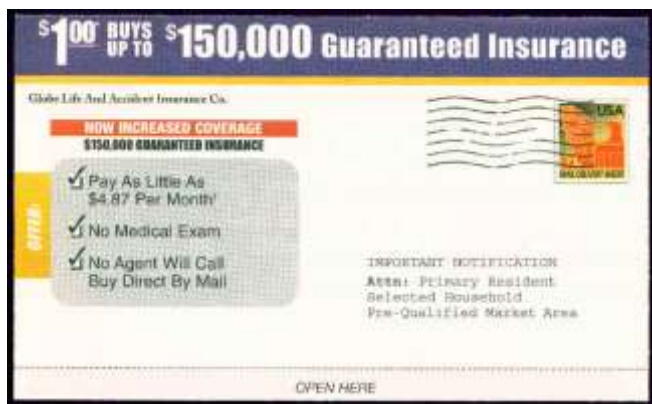 $1.00* BUYS UP TO $150,000 Guaranteed Insurance
Globe Life And Accident Insurance Co.
NOW INCREASED COVERAGE
$150,000 GUARANTEED INSURANCE
OFFER:
Pay As Little As
$4.87 Per Month¹
No Medical Exam
No Agent Will Call
Buy Direct By Mail
USA
IMPORTANT NOTIFICATION
Attn: Primary Resident
Selected Household
Pre-Qualified Market Area
OPEN HERE